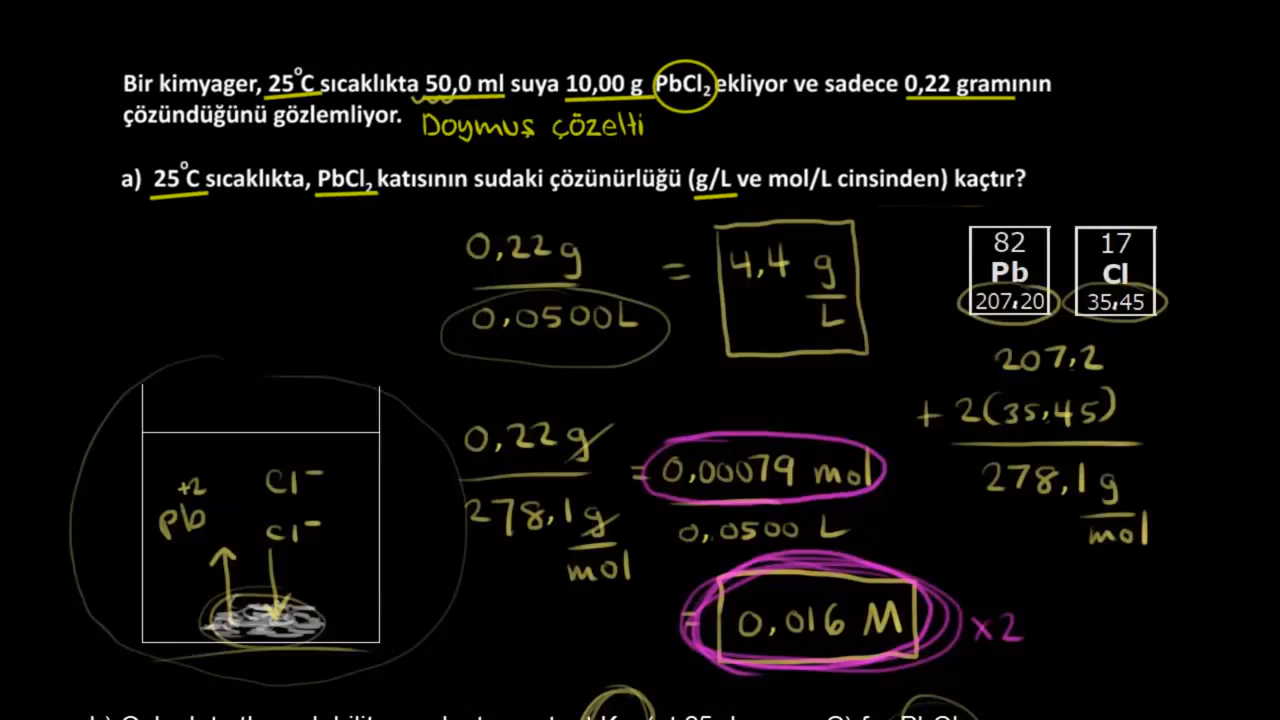 Bir kimyager, 25°C sıcaklıkta 50,0 ml suya 10,00 g PbCl₂ ekliyor ve sadece 0,22 gramının
çözündüğünü gözlemliyor. Doymuş çözelti
a) 25°C sıcaklıkta, PbCl₂ katısının sudaki çözünürlüğü (g/L ve mol/L cinsinden) kaçtır?
0,22g
0,0500L
= 4,4 g
L
82
Pb
207,20
17
Cl
35,45
207,2
+ 2(35,45)
278,1 g
mol
0,22g
278,1 g
mol
= 0,00079 mol
0,0500 L
= 0,016 M x2
+2
Pb
Cl⁻
Cl⁻